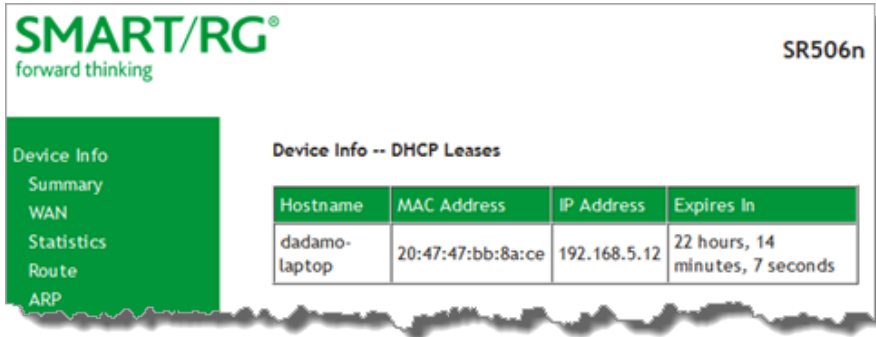 SMART/RG®
forward thinking
SR506n
Device Info
Summary
WAN
Statistics
Route
ARP
Device Info -- DHCP Leases
Hostname MAC Address IP Address Expires In
dadamo-laptop 20:47:47:bb:8a:ce 192.168.5.12 22 hours, 14 minutes, 7 seconds